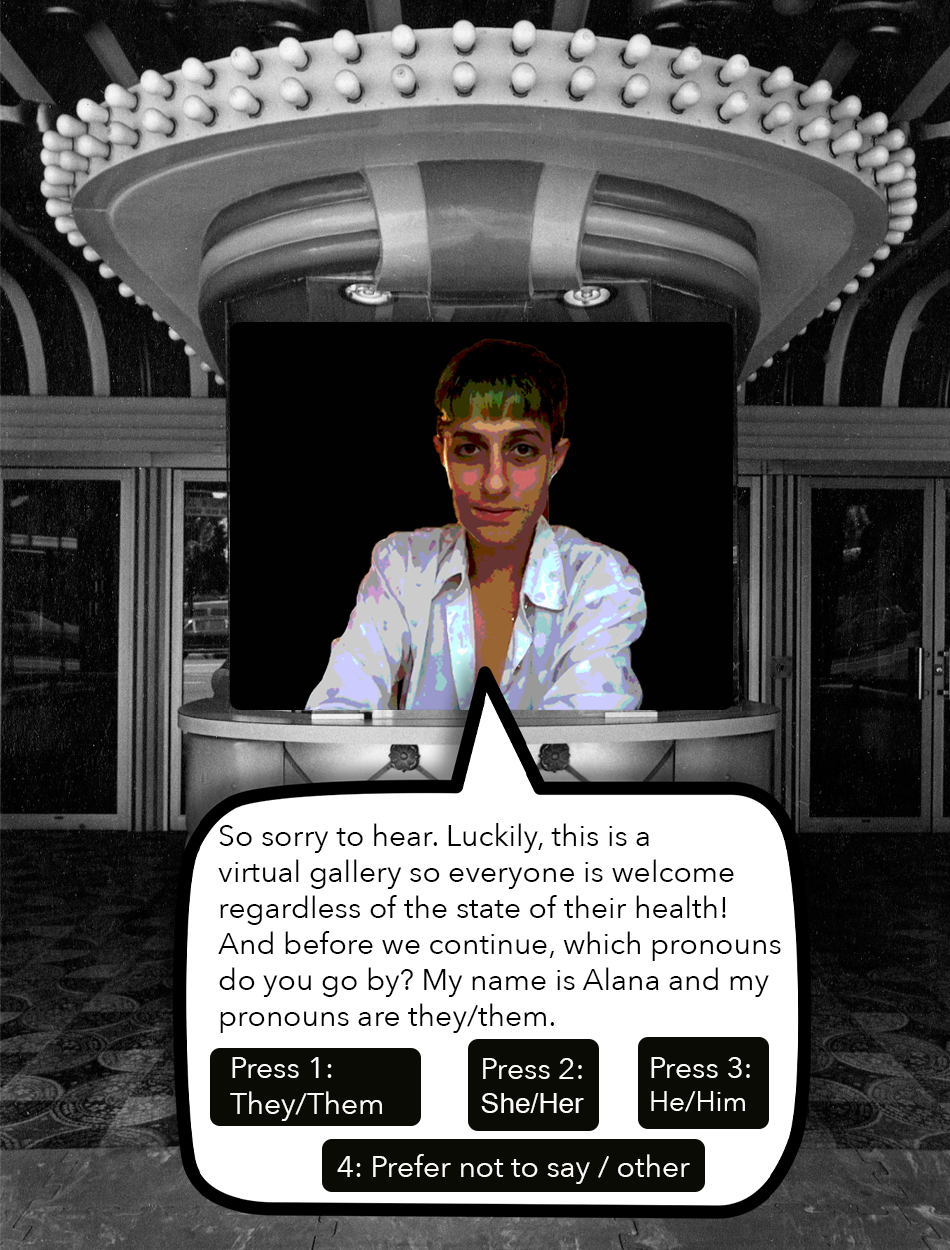 So sorry to hear. Luckily, this is a
virtual gallery so everyone is welcome
regardless of the state of their health!
And before we continue, which pronouns
do you go by? My name is Alana and my
pronouns are they/them.
Press 1:
They/Them
Press 2:
She/Her
Press 3:
He/Him
4: Prefer not to say / other